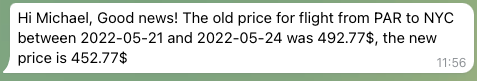 Hi Michael, Good news! The old price for flight from PAR to NYC
between 2022-05-21 and 2022-05-24 was 492.77$, the new
price is 452.77$
11:56